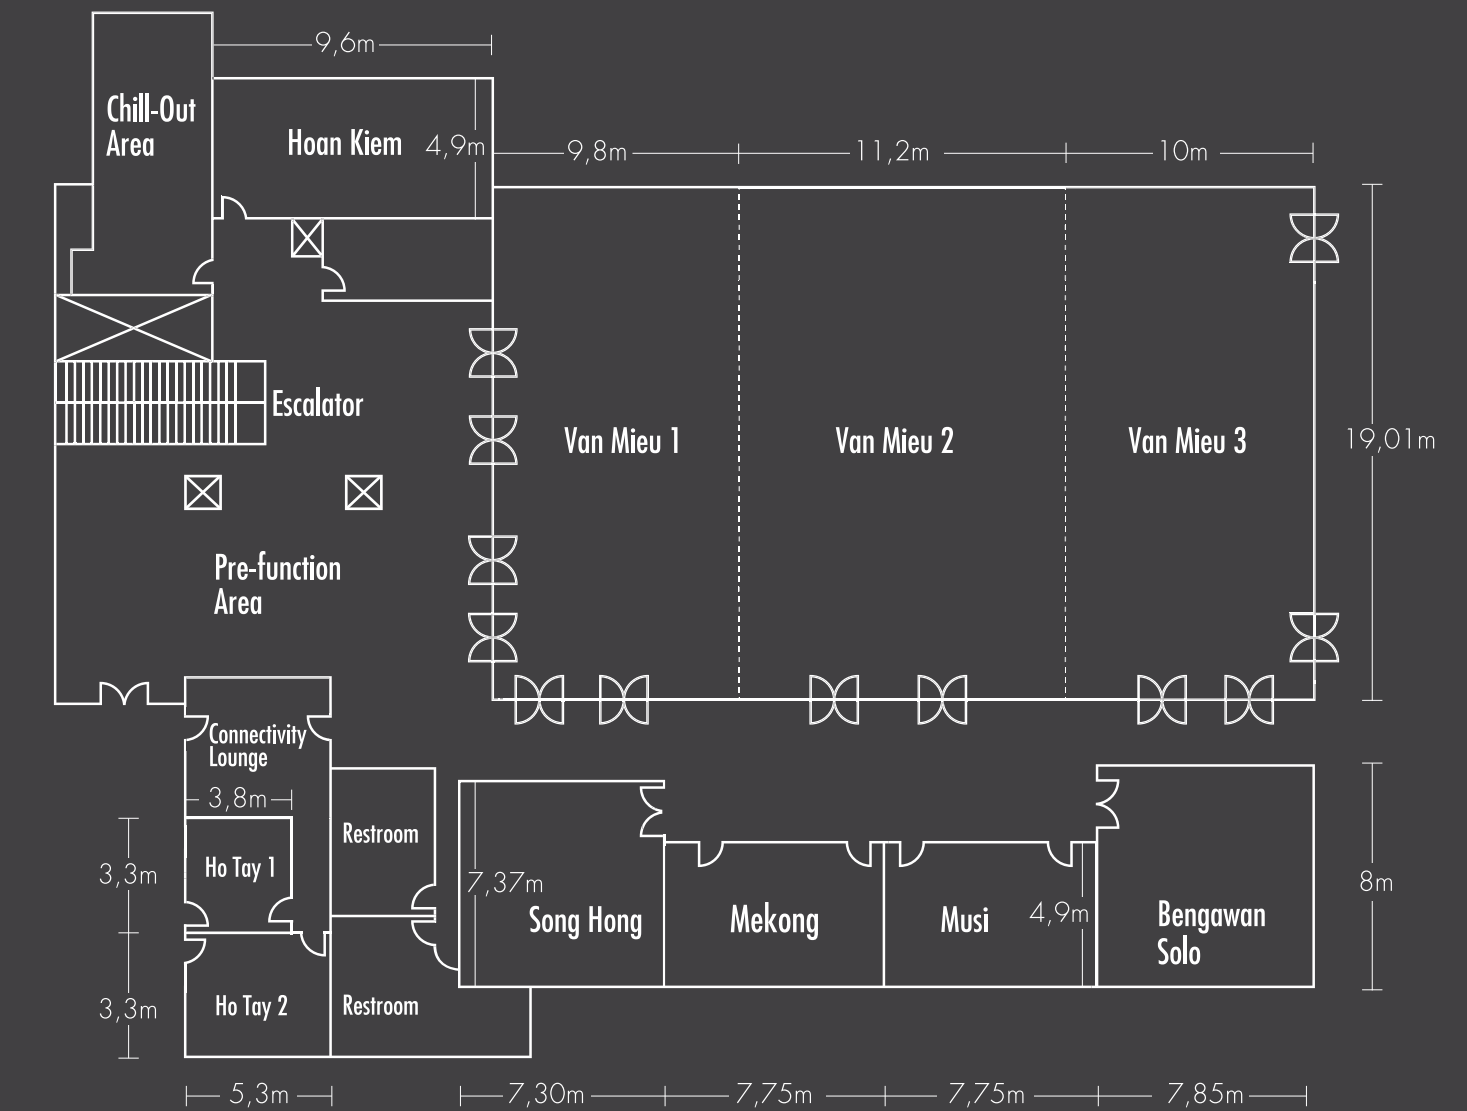 9,6m
Chill-Out
Area
Hoan Kiem
4,9m
9,8m
11,2m
10m
Escalator
Van Mieu 1
Van Mieu 2
Van Mieu 3
19,01m
Pre-function
Area
Connectivity
Lounge
3,8m
Restroom
Ho Tay 1
3,3m
7,37m
Song Hong
Mekong
Musi
4,9m
Bengawan
Solo
8m
3,3m
Ho Tay 2
Restroom
5,3m
7,30m
7,75m
7,75m
7,85m